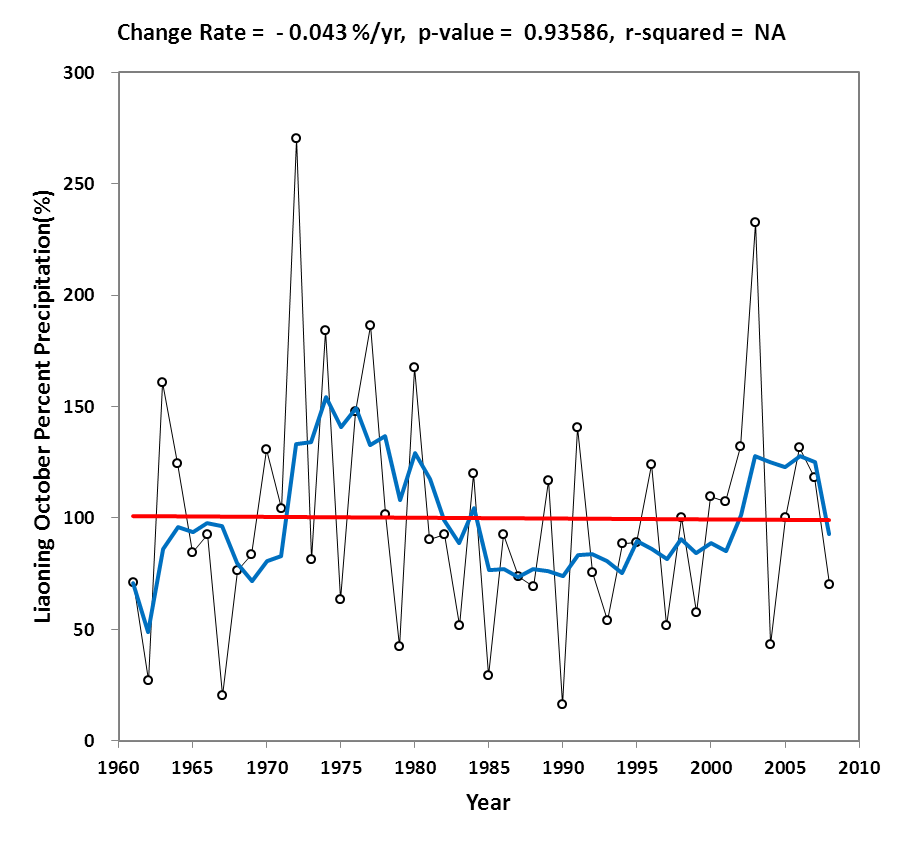 Change Rate = - 0.043 %/yr, p-value = 0.93586, r-squared = NA
300
250
200
150
100
50
0
Liaoning October Percent Precipitation(%)
1960 1965 1970 1975 1980 1985 1990 1995 2000 2005 2010
Year